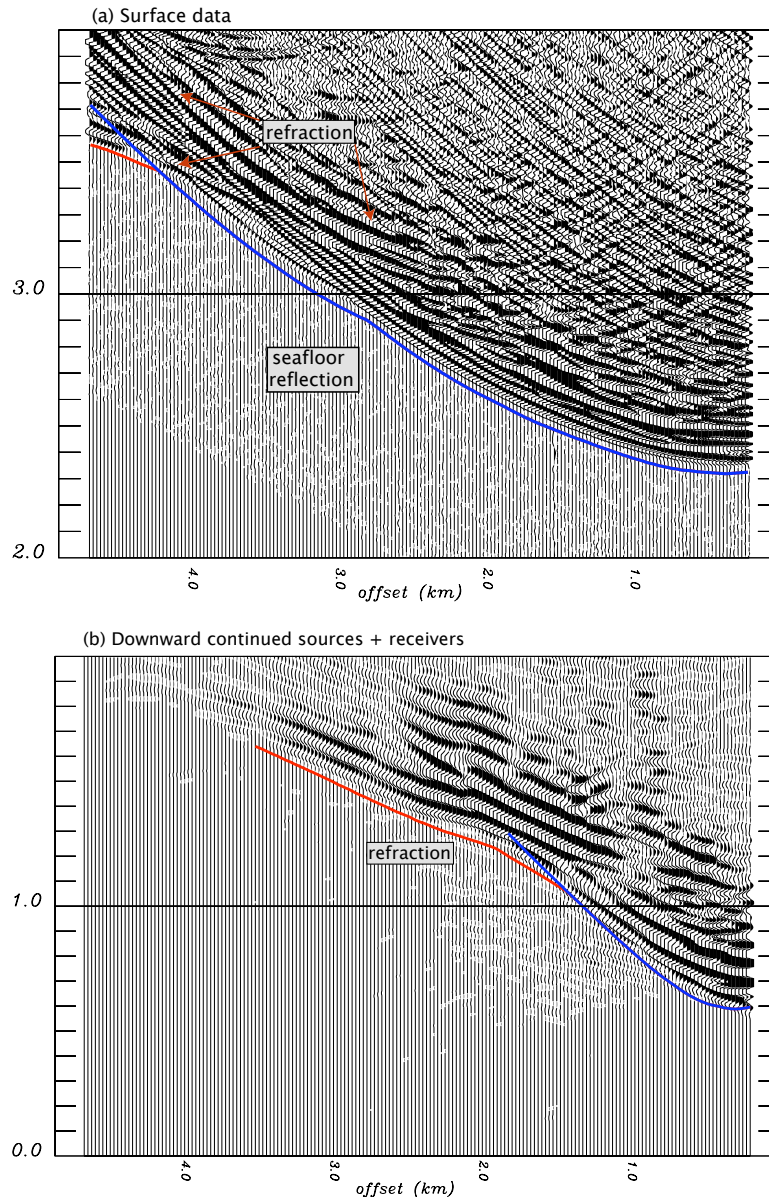 (a) Surface data
refraction
3.0
seafloor
reflection
2.0
4.0
3.0
2.0
1.0
offset (km)
(b) Downward continued sources + receivers
refraction
1.0
0.0
4.0
3.0
2.0
1.0
offset (km)